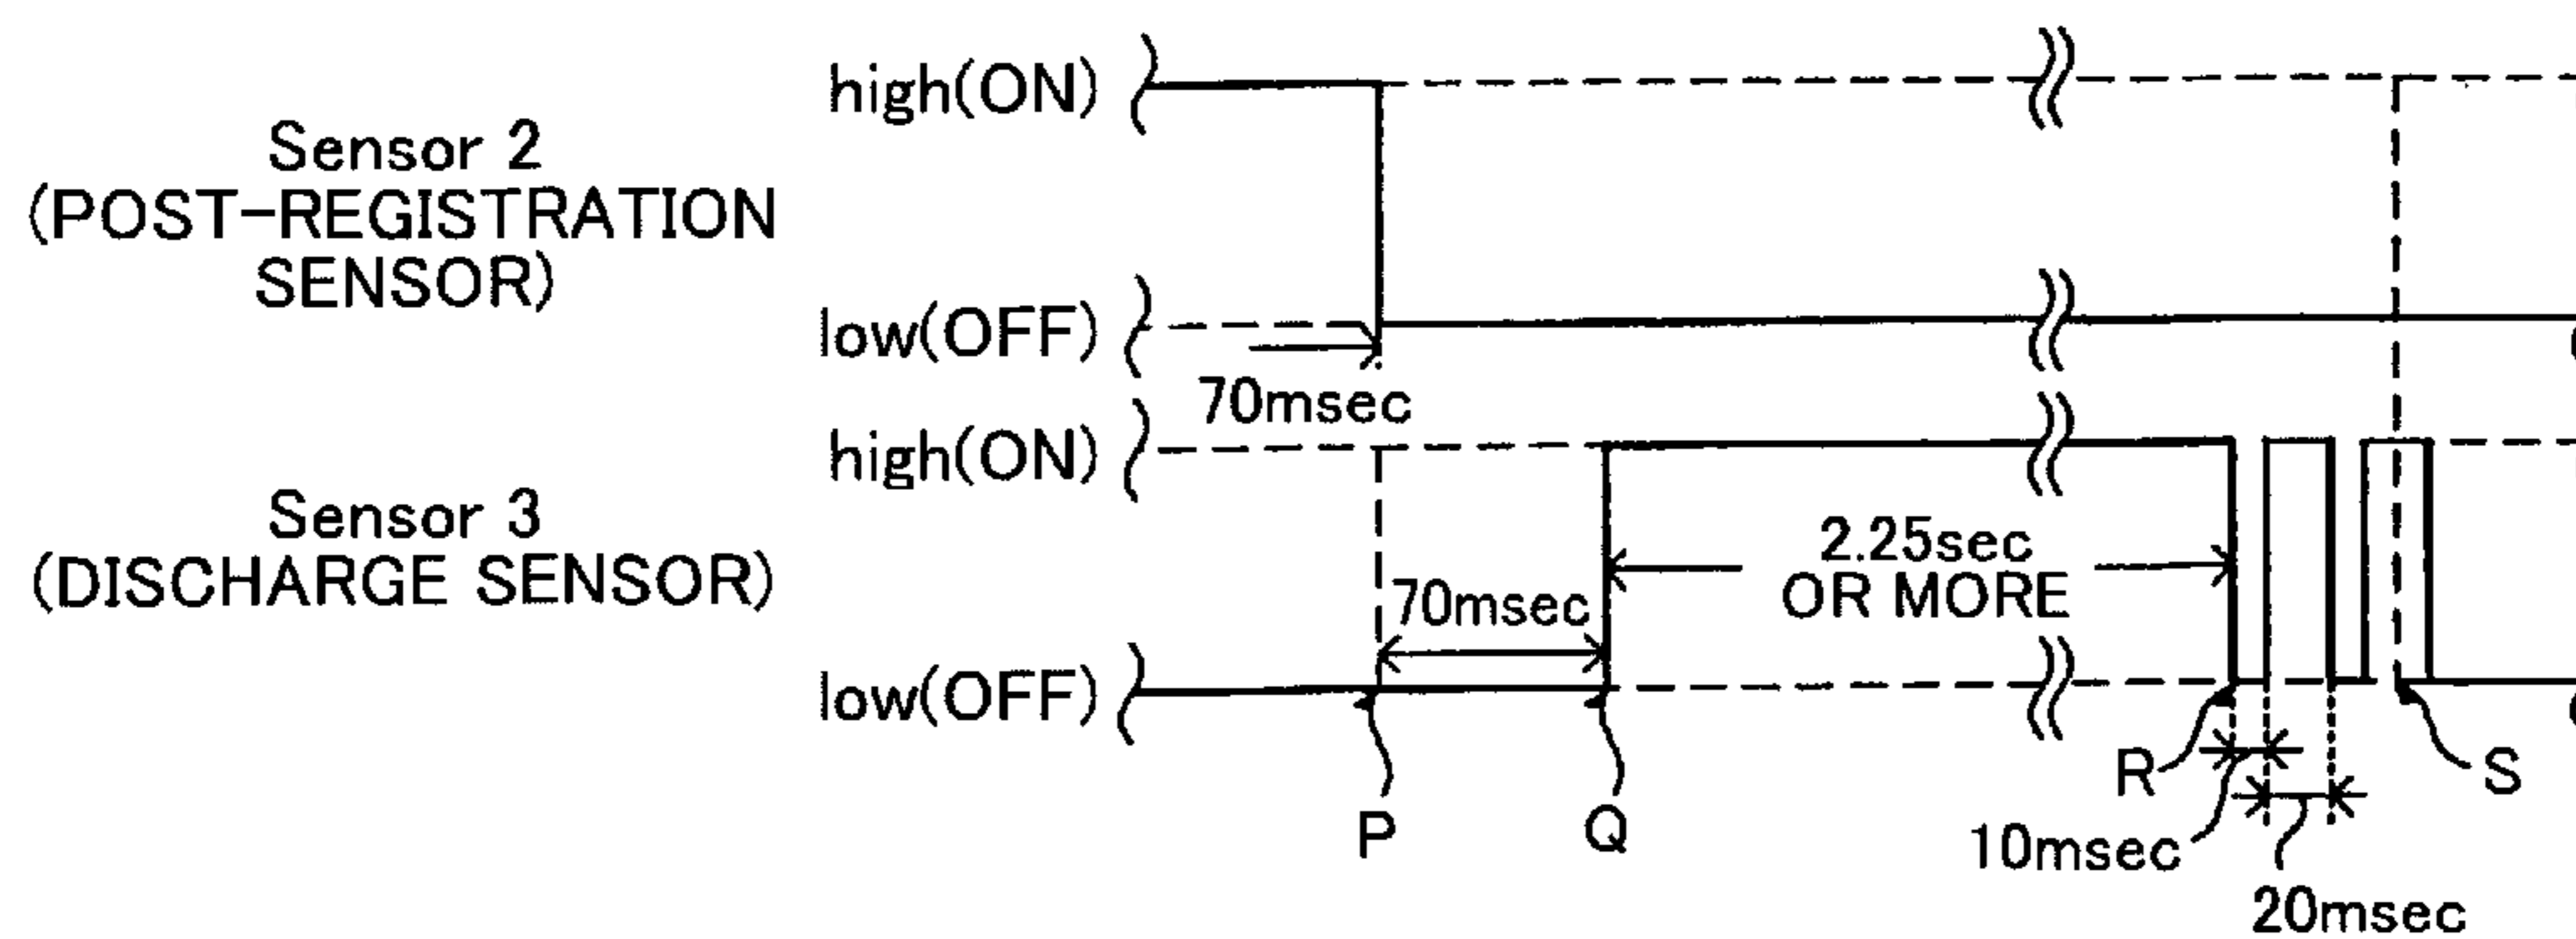 Sensor 2
(POST-REGISTRATION
SENSOR)
high(ON)
low(OFF)
70msec
Sensor 3
(DISCHARGE SENSOR)
high(ON)
low(OFF)
70msec
2.25sec
OR MORE
P
Q
R
S
10msec
20msec